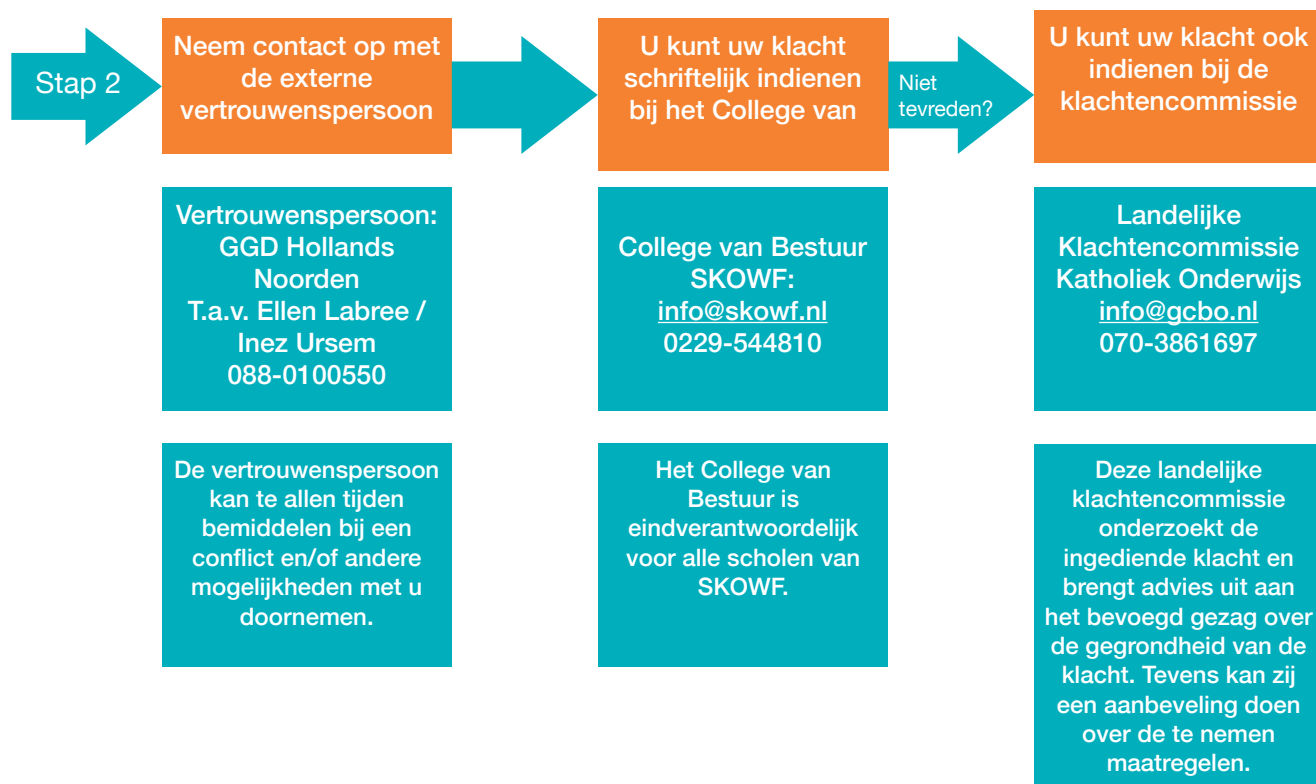 Stap 2
Neem contact op met
de externe
vertrouwenspersoon
U kunt uw klacht
schriftelijk indienen
bij het College van
Niet
tevreden?
U kunt uw klacht ook
indienen bij de
klachtencommissie
Vertrouwenspersoon:
GGD Hollands
Noorden
T.a.v. Ellen Labree /
Inez Ursem
088-0100550
College van Bestuur
SKOWF:
info@skowf.nl
0229-544810
Landelijke
Klachtencommissie
Katholiek Onderwijs
info@gcbo.nl
070-3861697
De vertrouwenspersoon
kan te allen tijden
bemiddelen bij een
conflict en/of andere
mogelijkheden met u
doornemen.
Het College van
Bestuur is
eindverantwoordelijk
voor alle scholen van
SKOWF.
Deze landelijke
klachtencommissie
onderzoekt de
ingediende klacht en
brengt advies uit aan
het bevoegd gezag over
de gegrondheid van de
klacht. Tevens kan zij
een aanbeveling doen
over de te nemen
maatregelen.